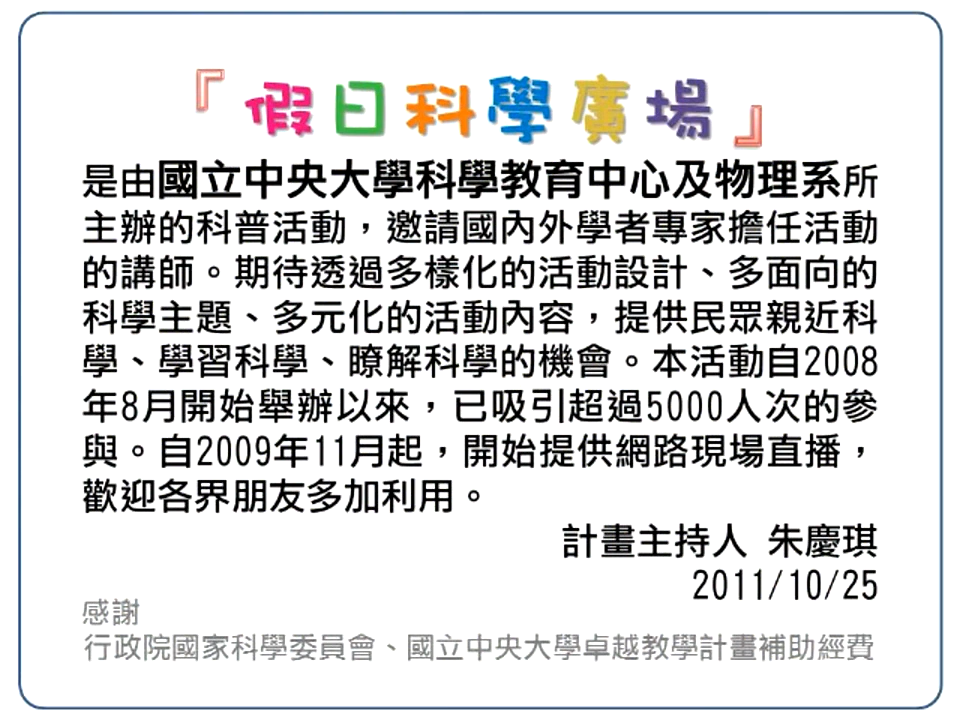 『假日科學廣場』
是由國立中央大學科學教育中心及物理系所
主辦的科普活動，邀請國內外學者專家擔任活動
的講師。期待透過多樣化的活動設計、多面向的
科學主題、多元化的活動內容，提供民眾親近科
學、學習科學、瞭解科學的機會。本活動自2008
年8月開始舉辦以來，已吸引超過5000人次的參
與。自2009年11月起，開始提供網路現場直播，
歡迎各界朋友多加利用。
計畫主持人 朱慶琪
2011/10/25
感謝
行政院國家科學委員會、國立中央大學卓越教學計畫補助經費